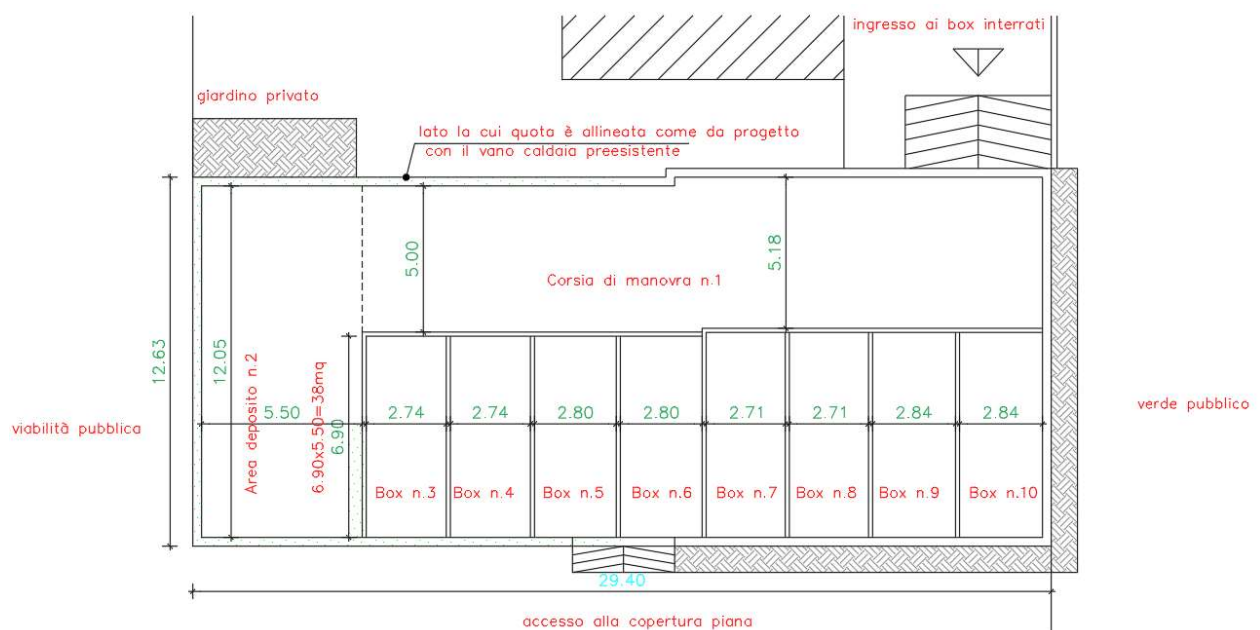 ingresso ai box interrati
giardino privato
lato la cui quota è allineata come da progetto
con il vano caldaia preesistente
5.00
5.18
Corsia di manovra n.1
12.63
12.05
Area deposito n.2
6.90x5.50=38mq
6.90
viabilità pubblica
verde pubblico
5.50
2.74
2.74
2.80
2.80
2.71
2.71
2.84
2.84
Box n.3
Box n.4
Box n.5
Box n.6
Box n.7
Box n.8
Box n.9
Box n.10
29.40
accesso alla copertura piana